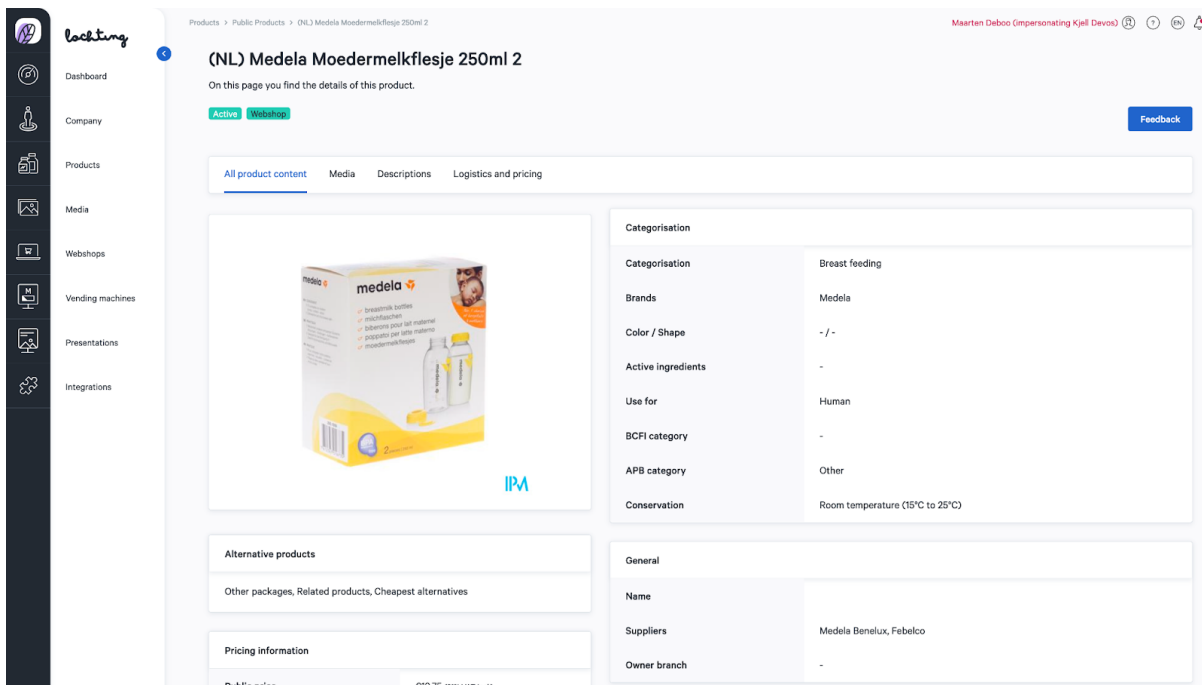 lochting
Dashboard
Company
Products
Media
Webshops
Vending machines
Presentations
Integrations
Products > Public Products > (NL) Medela Moedermelkflesje 250ml 2
Maarten Deboo (impersonating Kjell Devos)
?
EN
(NL) Medela Moedermelkflesje 250ml 2
On this page you find the details of this product.
Active Webshop
Feedback
All product content Media Descriptions Logistics and pricing
medela
medela
breastmilk bottles
milchflaschen
biberons pour lait maternel
poppatoi per latte materno
moedermelkflesjes
2
IPM
Alternative products
Other packages, Related products, Cheapest alternatives
Pricing information
Public price
Categorisation
Categorisation Breast feeding
Brands Medela
Color / Shape - / -
Active ingredients -
Use for Human
BCFI category -
APB category Other
Conservation Room temperature (15°C to 25°C)
General
Name
Suppliers Medela Benelux, Febelco
Owner branch -